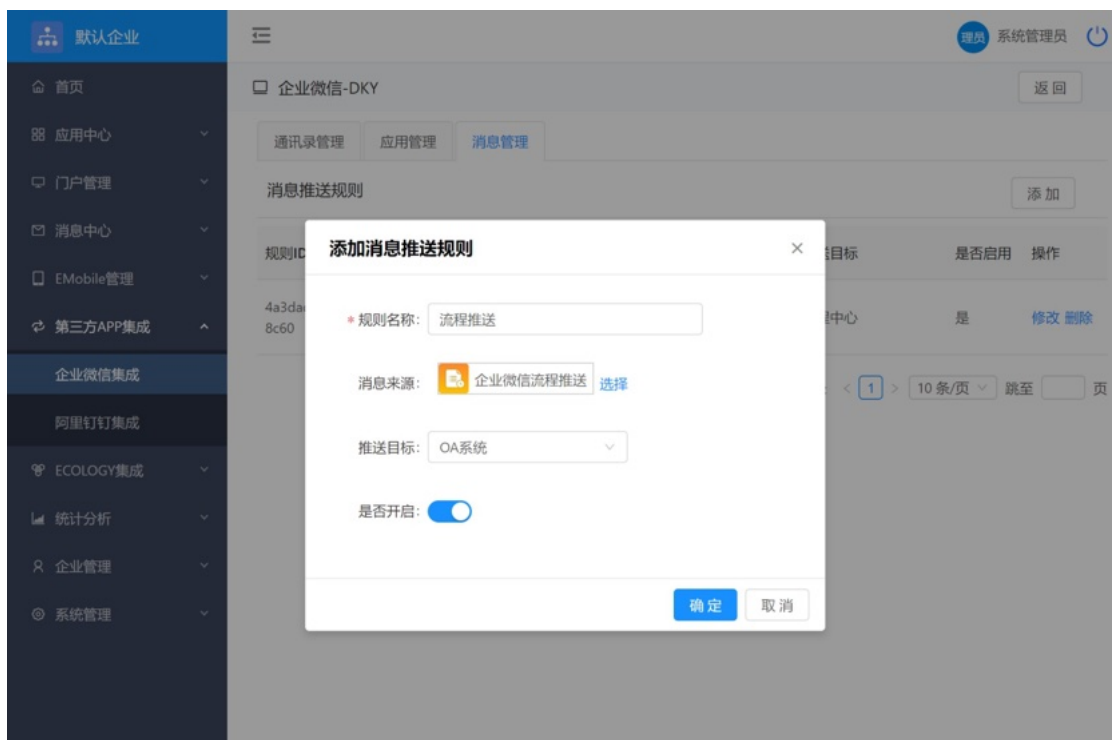 默认企业
理员 系统管理员
首页
企业微信-DKY
返 回
应用中心
通讯录管理 应用管理 消息管理
门户管理
消息推送规则
添 加
消息中心
规则ID
添加消息推送规则
目标 是否启用 操作
EMobile管理
4a3da
8c60
* 规则名称: 流程推送
中心 是 修改 删除
第三方APP集成
企业微信集成
消息来源: 企业微信流程推送 选择
< 1 > 10 条/页 跳至 页
阿里钉钉集成
推送目标: OA系统
ECOLOGY集成
统计分析
是否开启:
企业管理
确 定 取 消
系统管理